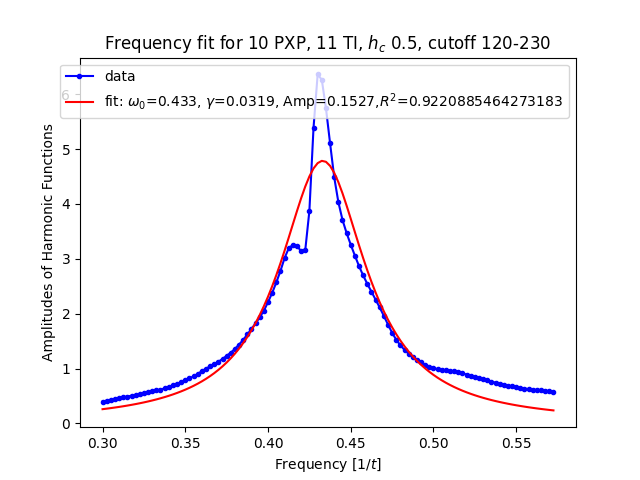 Frequency fit for 10 PXP, 11 TI, $h_c$ 0.5, cutoff 120-230
data
fit: $\omega_0$=0.433, $\gamma$=0.0319, Amp=0.1527,$R^2$=0.9220885464273183
Amplitudes of Harmonic Functions
6
5
4
3
2
1
0
0.30 0.35 0.40 0.45 0.50 0.55
Frequency [1/$t$]